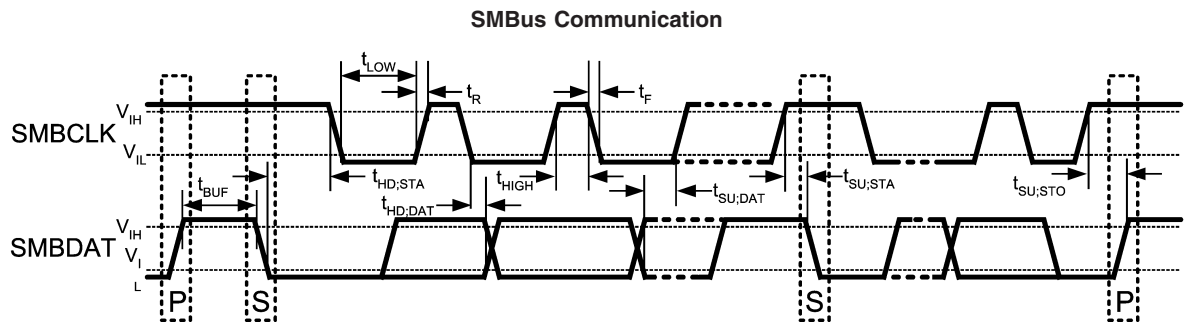 SMBus Communication
tLOW
tR
tF
VIH
SMBCLK
VIL
tHD;STA
tHIGH
tSU;DAT
tSU;STA
tSU;STO
tBUF
tHD;DAT
VIH
SMBDAT
VI
L
P
S
S
P